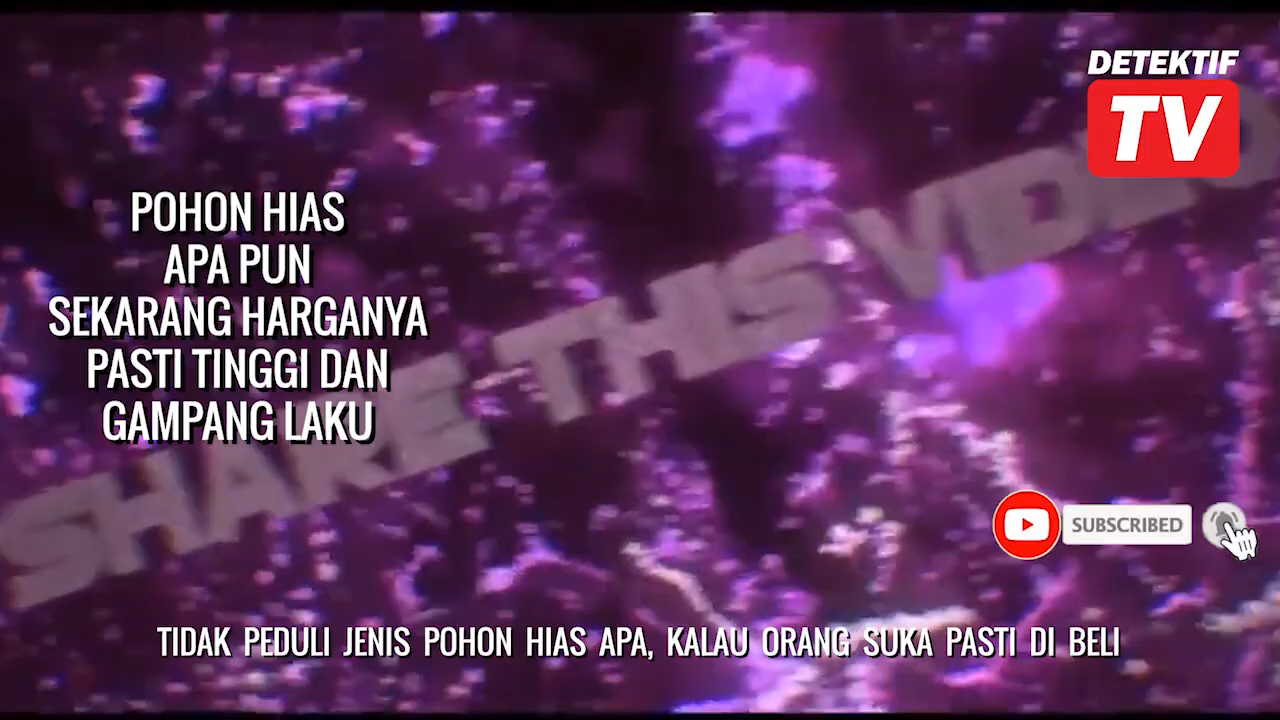 DETEKTIF
TV
POHON HIAS
APA PUN
SEKARANG HARGANYA
PASTI TINGGI DAN
GAMPANG LAKU
SHARE THIS VIDEO
SUBSCRIBED
TIDAK PEDULI JENIS POHON HIAS APA, KALAU ORANG SUKA PASTI DI BELI